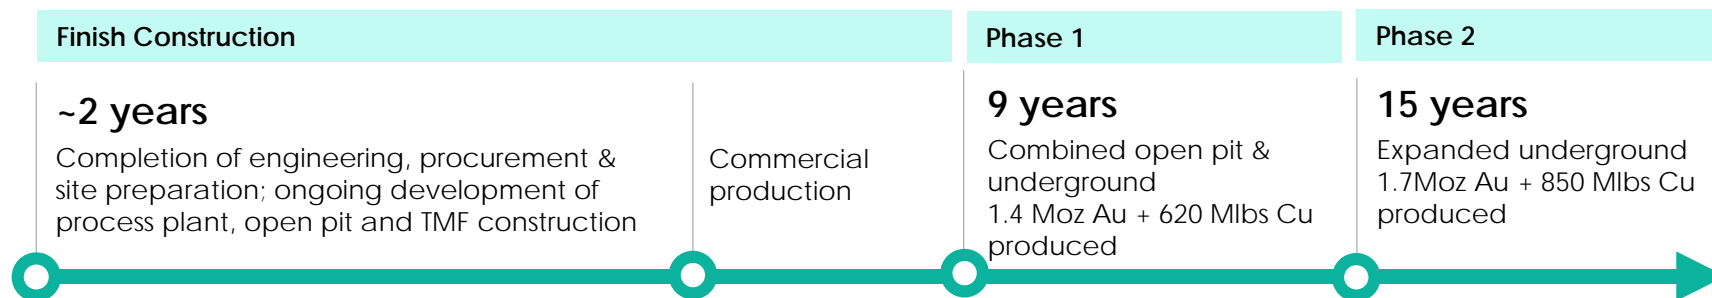 Finish Construction
~2 years
Completion of engineering, procurement &
site preparation; ongoing development of
process plant, open pit and TMF construction
Commercial
production
Phase 1
9 years
Combined open pit &
underground
1.4 Moz Au + 620 Mlbs Cu
produced
Phase 2
15 years
Expanded underground
1.7Moz Au + 850 Mlbs Cu
produced